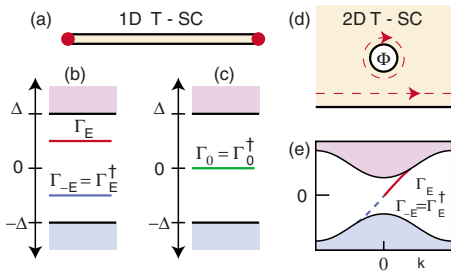 (a) 1D T - SC
(b)
Δ
0
-Δ
Γ_E
Γ_{-E} = Γ_E^†
(c)
Γ_0 = Γ_0^†
(d) 2D T - SC
Φ
(e)
0
Γ_E
Γ_{-E} = Γ_E^†
0 k